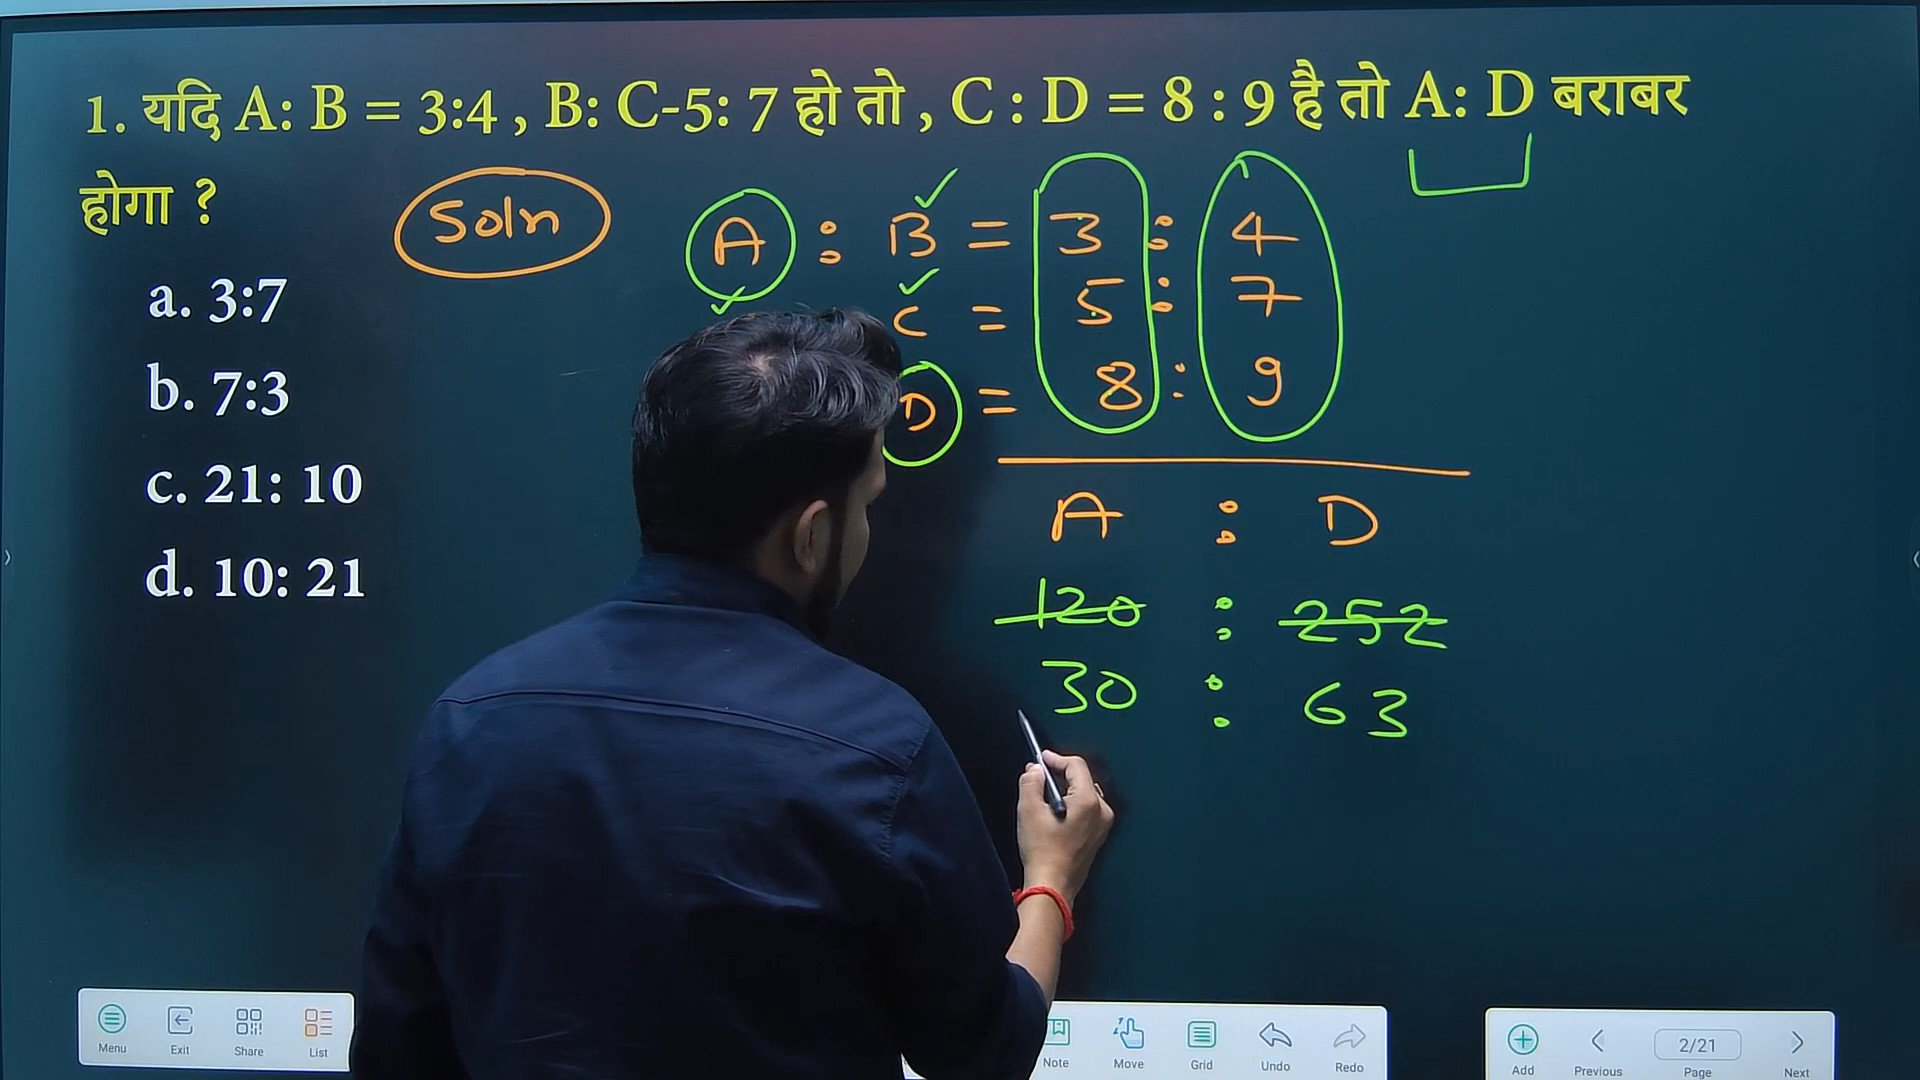 1. यदि A: B = 3:4 , B: C-5: 7 हो तो , C : D = 8 : 9 है तो A: D बराबर
होगा ?
Soln
A : B = 3 : 4
C = 5 : 7
D = 8 : 9
a. 3:7
b. 7:3
c. 21: 10
d. 10: 21
A : D
120 : 252
30 : 63
Menu Exit Share List Note Move Grid Undo Redo Add Previous 2/21 Page Next